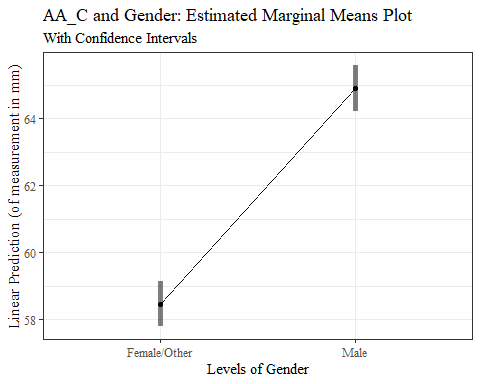 AA_C and Gender: Estimated Marginal Means Plot
With Confidence Intervals
Linear Prediction (of measurement in mm)
64
62
60
58
Female/Other
Male
Levels of Gender